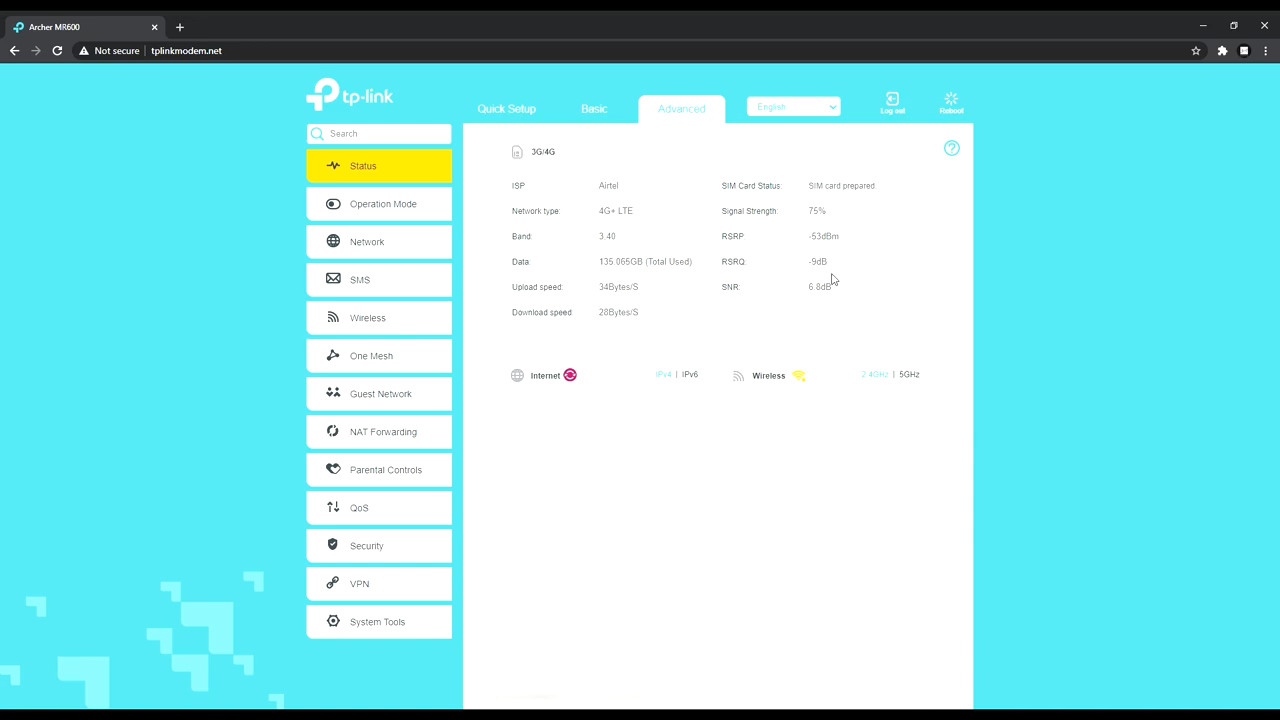 Archer MR600
Not secure | tplinkmodem.net
tp-link
Quick Setup Basic Advanced English Log out Reboot
Search
Status
Operation Mode
Network
SMS
Wireless
One Mesh
Guest Network
NAT Forwarding
Parental Controls
QoS
Security
VPN
System Tools
3G/4G
ISP Airtel SIM Card Status: SIM card prepared
Network type: 4G+ LTE Signal Strength: 75%
Band: 3.40 RSRP: -53dBm
Data: 135.065GB (Total Used) RSRQ: -9dB
Upload speed: 34Bytes/S SNR: 6.8dB
Download speed 28Bytes/S
Internet IPv4 | IPv6 Wireless 2.4GHz | 5GHz